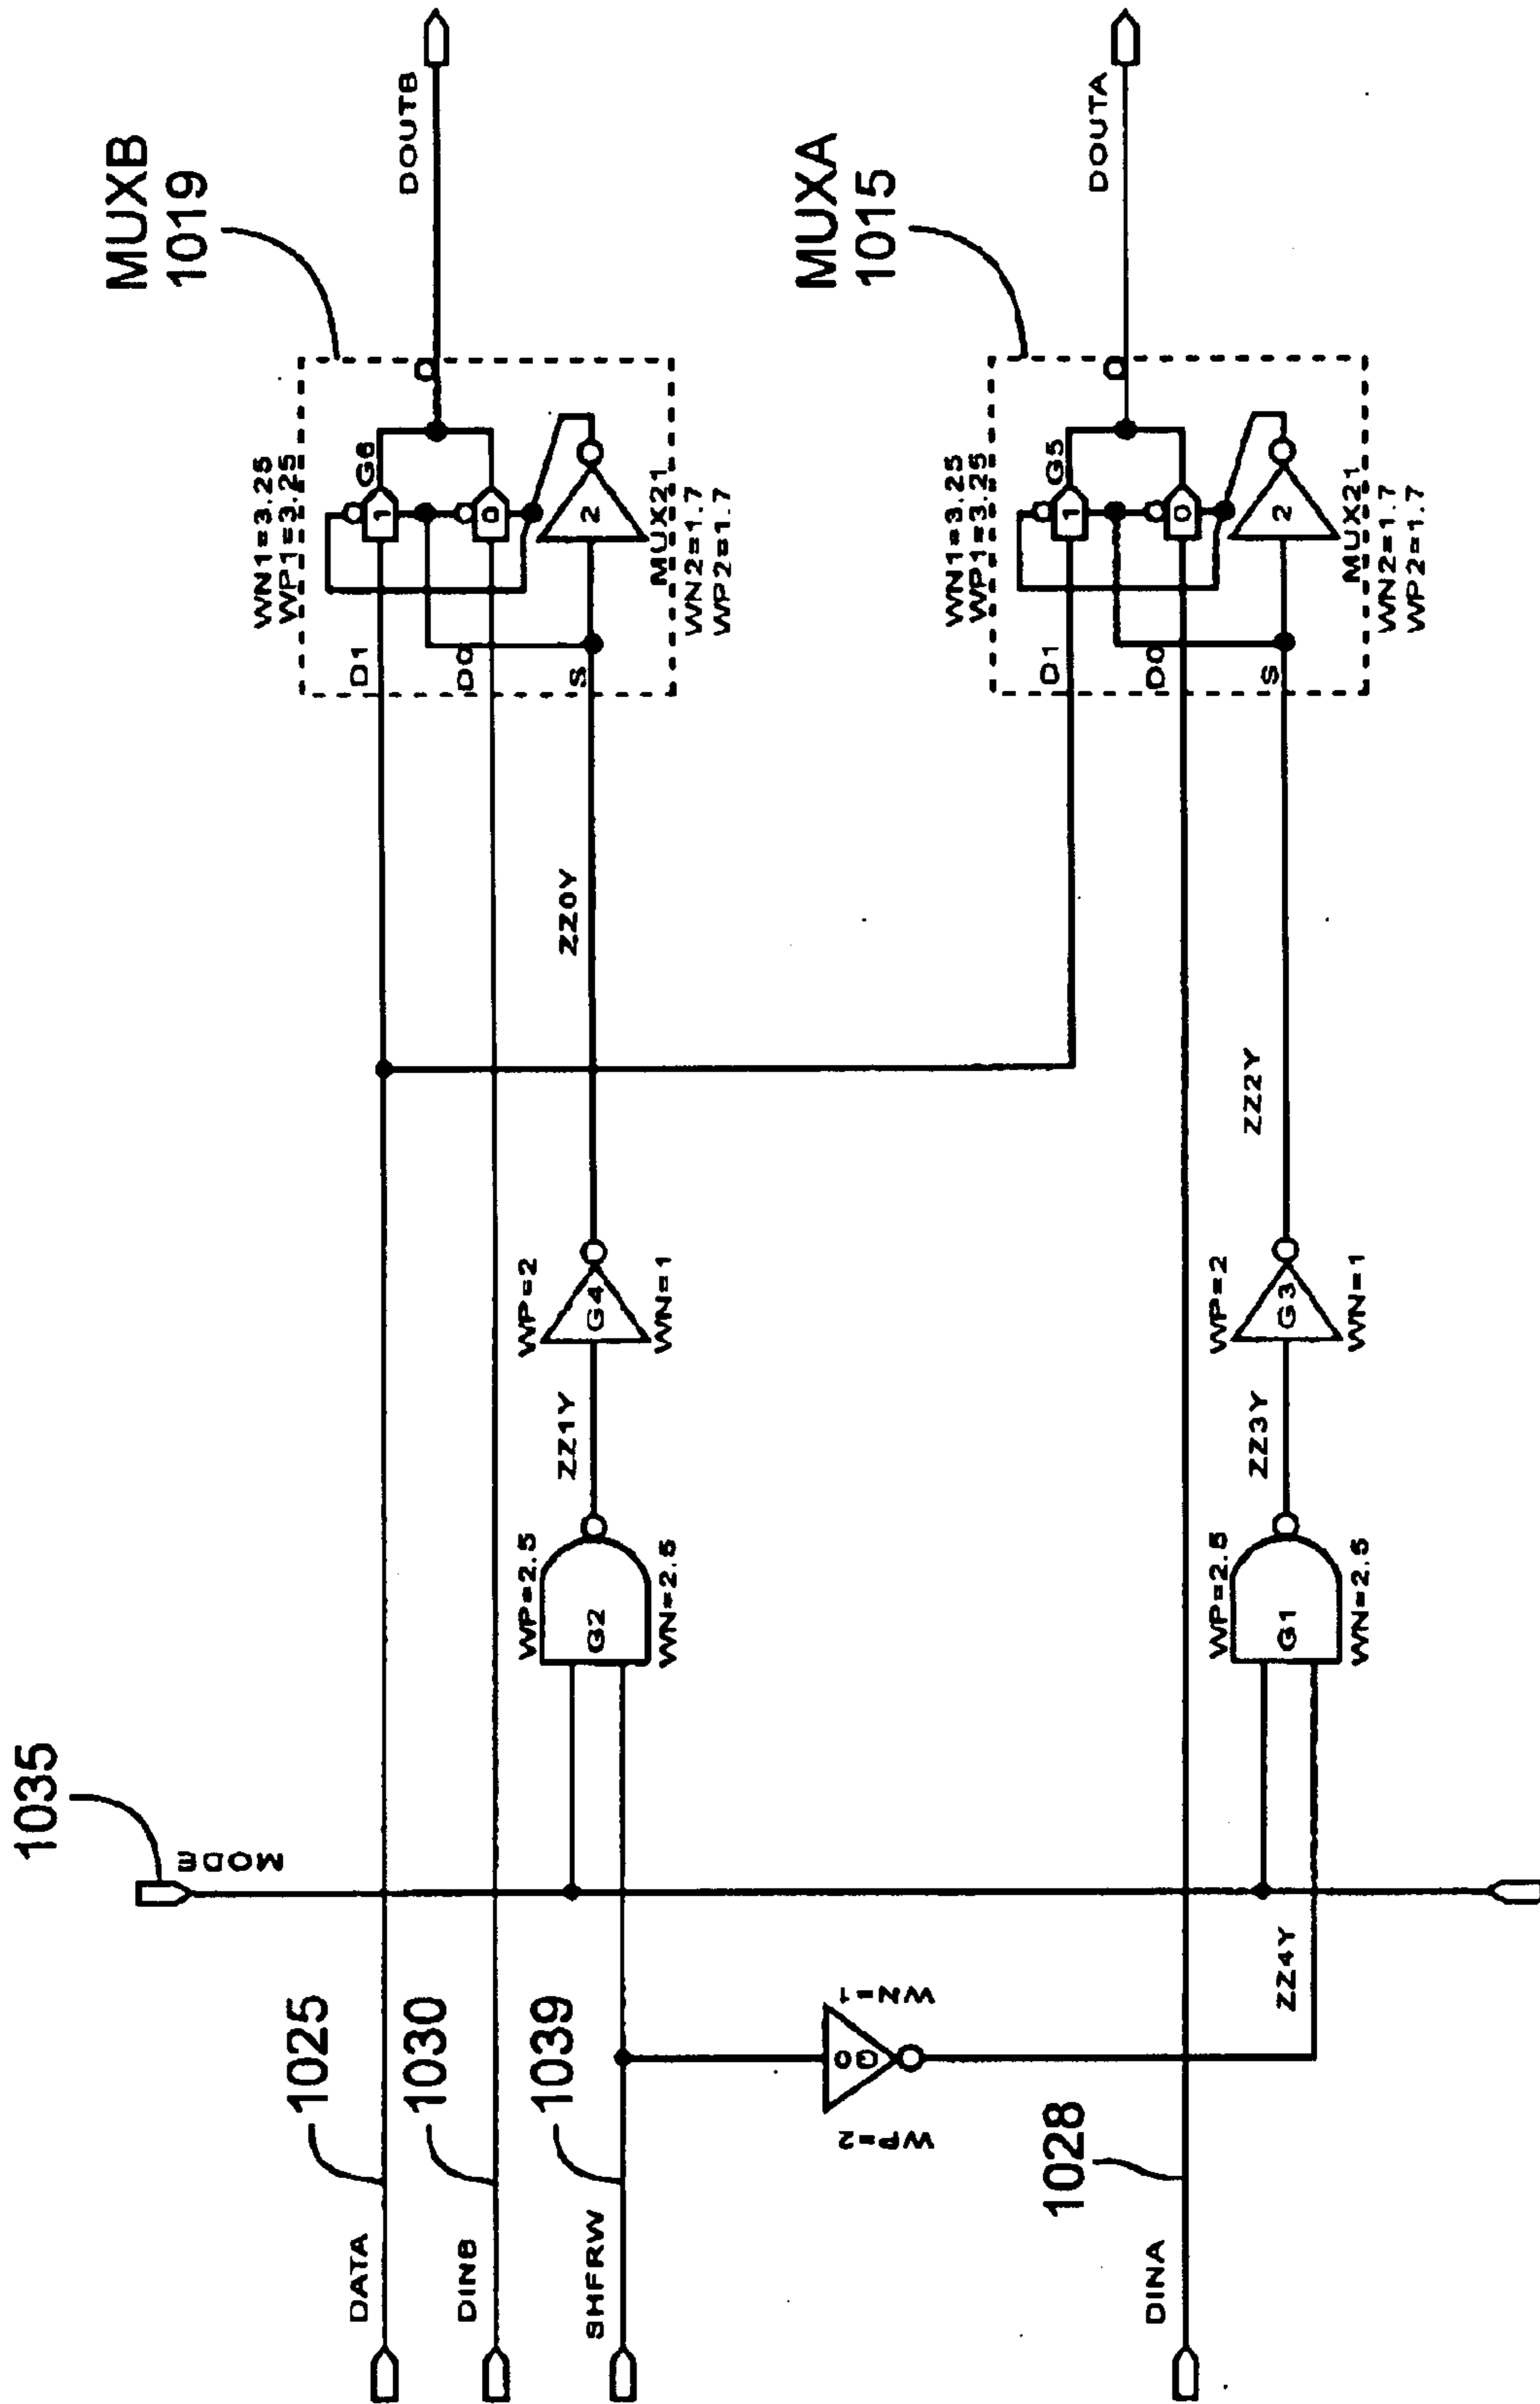 MUXB
1019
DOUTB
WN1=3.25
WP1=3.25
G6
1
0
2
D1
D0
S
O
MUX21
WN2=1.7
WP2=1.7
MUXA
1015
DOUTA
WN1=3.25
WP1=3.25
G5
1
0
2
D1
D0
S
O
MUX21
WN2=1.7
WP2=1.7
ZZ0Y
ZZ2Y
WP=2
G4
WN=1
ZZ1Y
WP=2
G3
WN=1
ZZ3Y
WP=2.5
G2
WN=2.5
WP=2.5
G1
WN=2.5
1035
MODE
ZZ4Y
1025
1030
1039
WN=1
G0
WP=2
1028
DATA
DINB
SHFRW
DINA